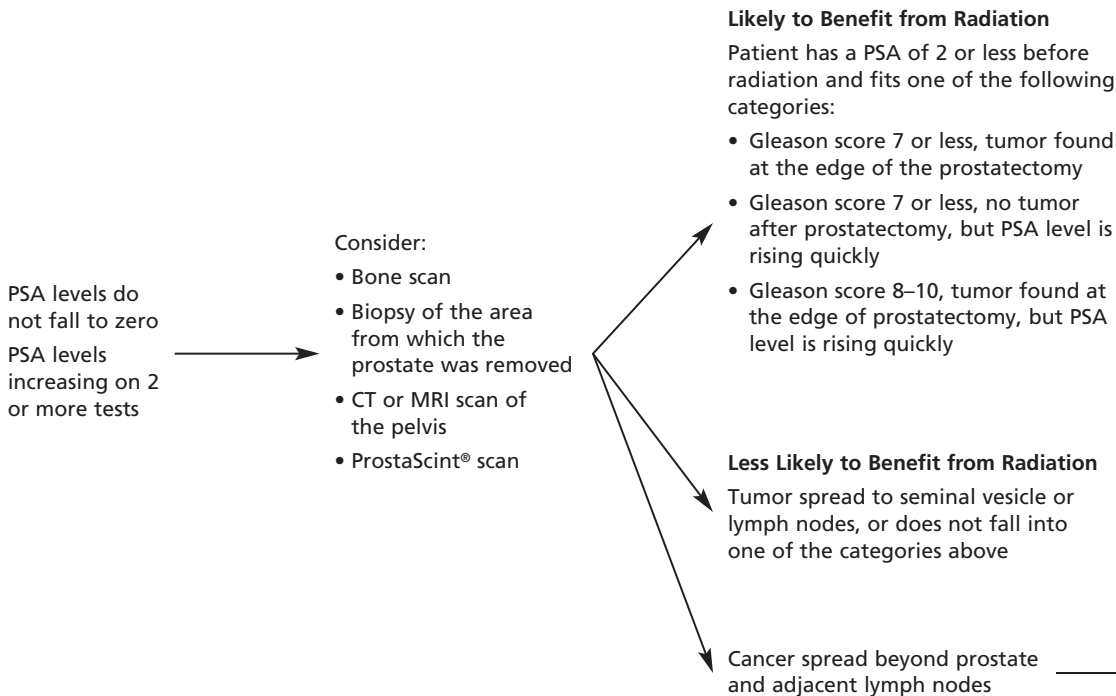 PSA levels do
not fall to zero
PSA levels
increasing on 2
or more tests
Consider:
• Bone scan
• Biopsy of the area
from which the
prostate was removed
• CT or MRI scan of
the pelvis
• ProstaScint® scan
Likely to Benefit from Radiation
Patient has a PSA of 2 or less before
radiation and fits one of the following
categories:
• Gleason score 7 or less, tumor found
at the edge of the prostatectomy
• Gleason score 7 or less, no tumor
after prostatectomy, but PSA level is
rising quickly
• Gleason score 8–10, tumor found at
the edge of prostatectomy, but PSA
level is rising quickly
Less Likely to Benefit from Radiation
Tumor spread to seminal vesicle or
lymph nodes, or does not fall into
one of the categories above
Cancer spread beyond prostate
and adjacent lymph nodes